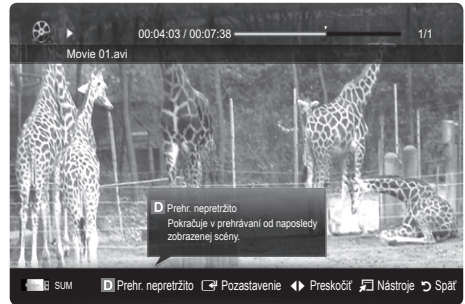 00:04:03 / 00:07:38 1/1
Movie 01.avi
D Prehr. nepretržito
Pokračuje v prehrávaní od naposledy
zobrazenej scény.
SUM D Prehr. nepretržito Pozastavenie Preskočiť Nástroje Späť